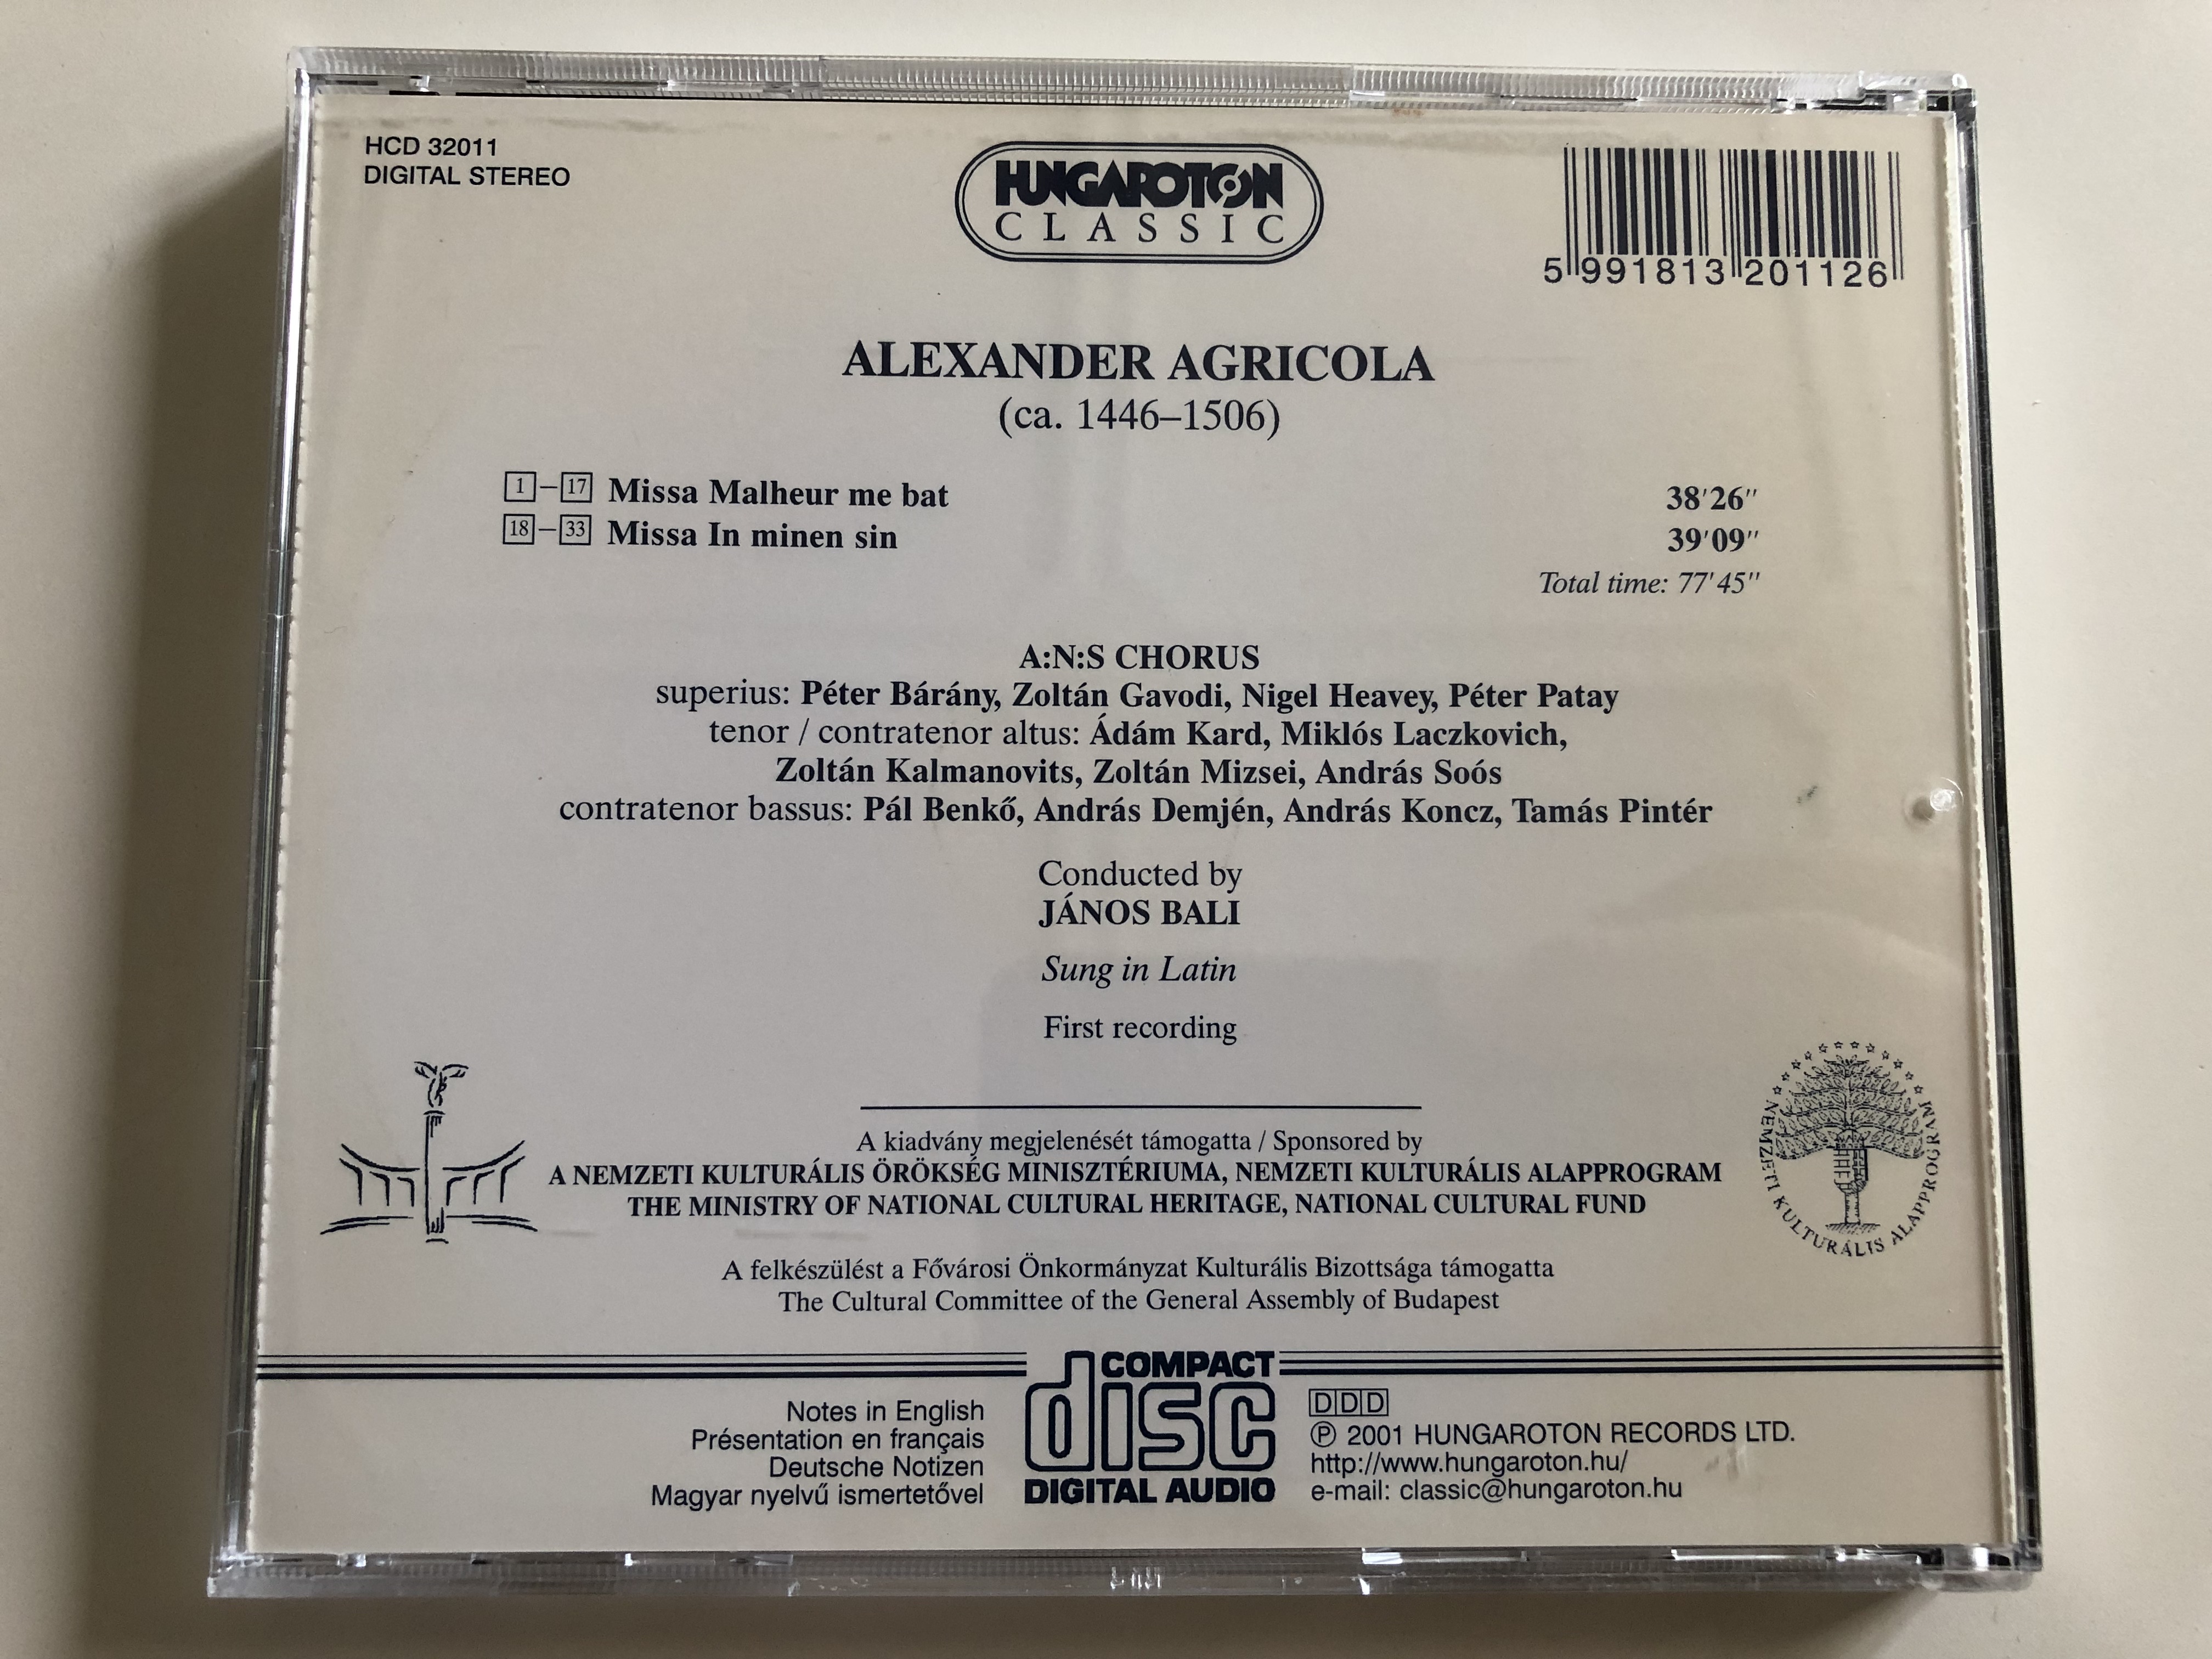 HCD 32011
DIGITAL STEREO
HUNGAROTON
CLASSIC
5 991813 201126
ALEXANDER AGRICOLA
(ca. 1446–1506)
1–17 Missa Malheur me bat 38'26"
18–33 Missa In minen sin 39'09"
Total time: 77'45"
A:N:S CHORUS
superius: Péter Bárány, Zoltán Gavodi, Nigel Heavey, Péter Patay
tenor / contratenor altus: Ádám Kard, Miklós Laczkovich,
Zoltán Kalmanovits, Zoltán Mizsei, András Soós
contratenor bassus: Pál Benkő, András Demjén, András Koncz, Tamás Pintér
Conducted by
JÁNOS BALI
Sung in Latin
First recording
A kiadvány megjelenését támogatta / Sponsored by
A NEMZETI KULTURÁLIS ÖRÖKSÉG MINISZTÉRIUMA, NEMZETI KULTURÁLIS ALAPPROGRAM
THE MINISTRY OF NATIONAL CULTURAL HERITAGE, NATIONAL CULTURAL FUND
NEMZETI KULTURÁLIS ALAPPROGRAM
A felkészülést a Fővárosi Önkormányzat Kulturális Bizottsága támogatta
The Cultural Committee of the General Assembly of Budapest
Notes in English
Présentation en français
Deutsche Notizen
Magyar nyelvű ismertetővel
COMPACT
disc
DIGITAL AUDIO
DDD
℗ 2001 HUNGAROTON RECORDS LTD.
http://www.hungaroton.hu/
e-mail: classic@hungaroton.hu